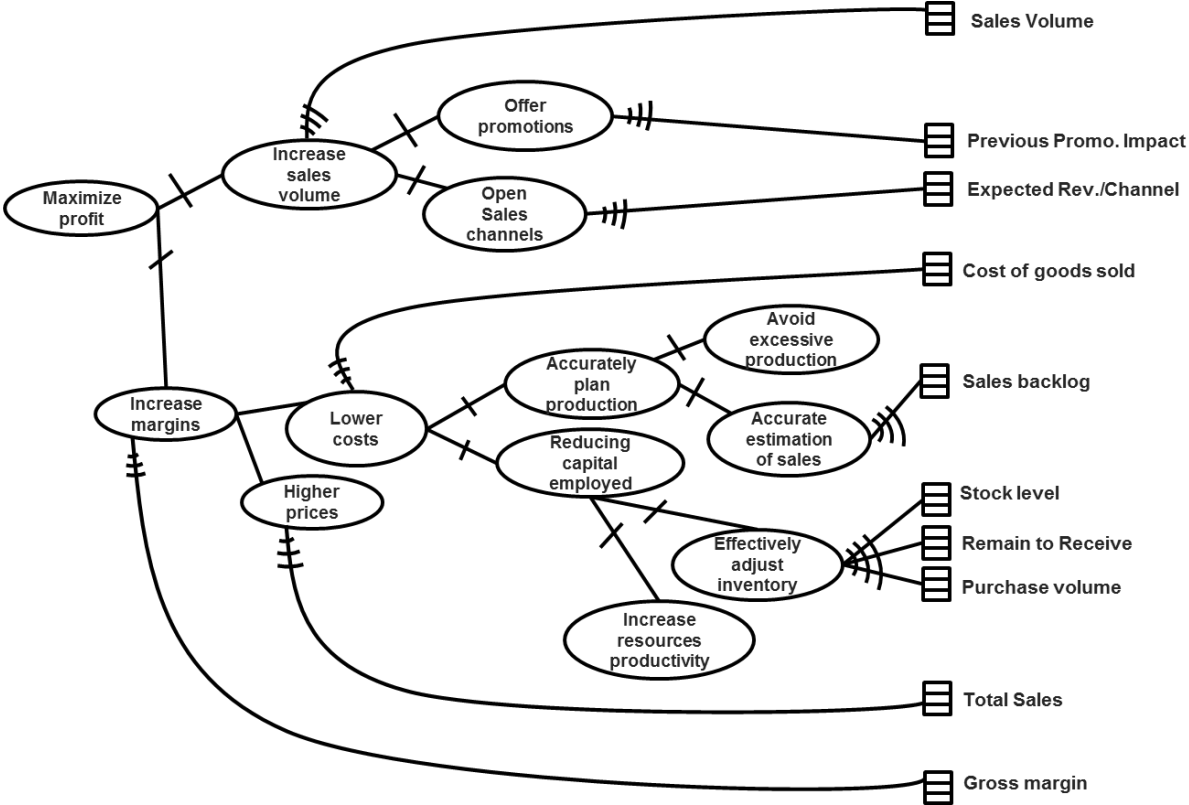 Sales Volume
Offer
promotions
Previous Promo. Impact
Increase
sales
volume
Maximize
profit
Open
Sales
channels
Expected Rev./Channel
Cost of goods sold
Avoid
excessive
production
Accurately
plan
production
Sales backlog
Increase
margins
Lower
costs
Accurate
estimation
of sales
Reducing
capital
employed
Higher
prices
Stock level
Effectively
adjust
inventory
Remain to Receive
Purchase volume
Increase
resources
productivity
Total Sales
Gross margin